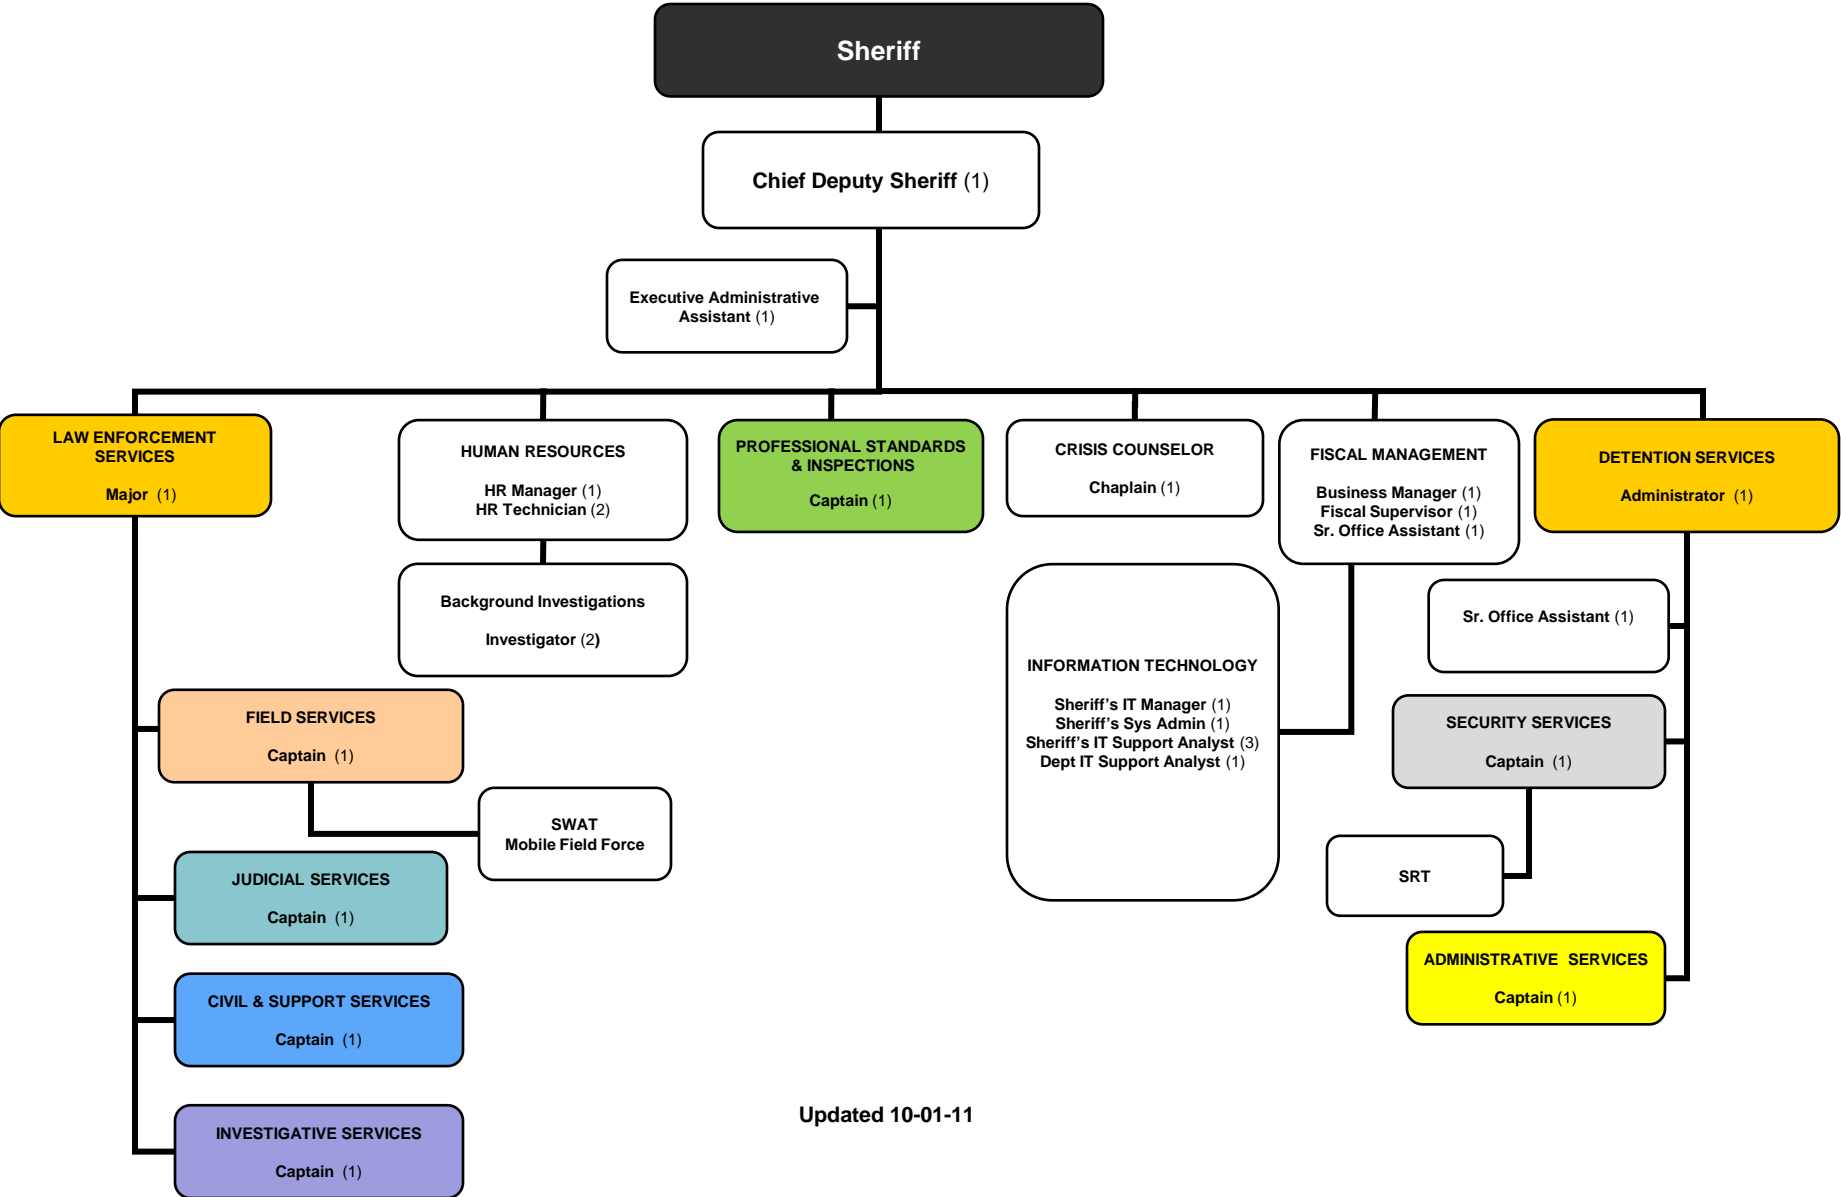 Sheriff
Chief Deputy Sheriff (1)
Executive Administrative
Assistant (1)
LAW ENFORCEMENT
SERVICES
Major (1)
HUMAN RESOURCES
HR Manager (1)
HR Technician (2)
PROFESSIONAL STANDARDS
& INSPECTIONS
Captain (1)
CRISIS COUNSELOR
Chaplain (1)
FISCAL MANAGEMENT
Business Manager (1)
Fiscal Supervisor (1)
Sr. Office Assistant (1)
DETENTION SERVICES
Administrator (1)
Background Investigations
Investigator (2)
INFORMATION TECHNOLOGY
Sheriff's IT Manager (1)
Sheriff's Sys Admin (1)
Sheriff's IT Support Analyst (3)
Dept IT Support Analyst (1)
Sr. Office Assistant (1)
FIELD SERVICES
Captain (1)
SECURITY SERVICES
Captain (1)
SWAT
Mobile Field Force
SRT
JUDICIAL SERVICES
Captain (1)
ADMINISTRATIVE SERVICES
Captain (1)
CIVIL & SUPPORT SERVICES
Captain (1)
INVESTIGATIVE SERVICES
Captain (1)
Updated 10-01-11